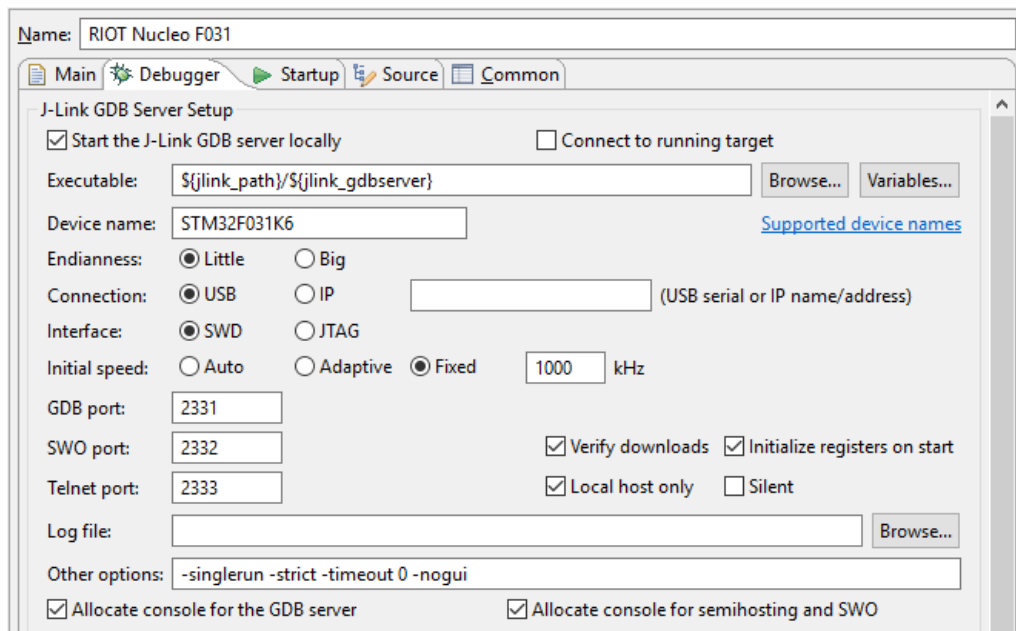 Name: RIOT Nucleo F031
Main Debugger Startup Source Common
J-Link GDB Server Setup
Start the J-Link GDB server locally Connect to running target
Executable: ${jlink_path}/${jlink_gdbserver} Browse... Variables...
Device name: STM32F031K6 Supported device names
Endianness: Little Big
Connection: USB IP (USB serial or IP name/address)
Interface: SWD JTAG
Initial speed: Auto Adaptive Fixed 1000 kHz
GDB port: 2331
SWO port: 2332 Verify downloads Initialize registers on start
Telnet port: 2333 Local host only Silent
Log file: Browse...
Other options: -singlerun -strict -timeout 0 -nogui
Allocate console for the GDB server Allocate console for semihosting and SWO